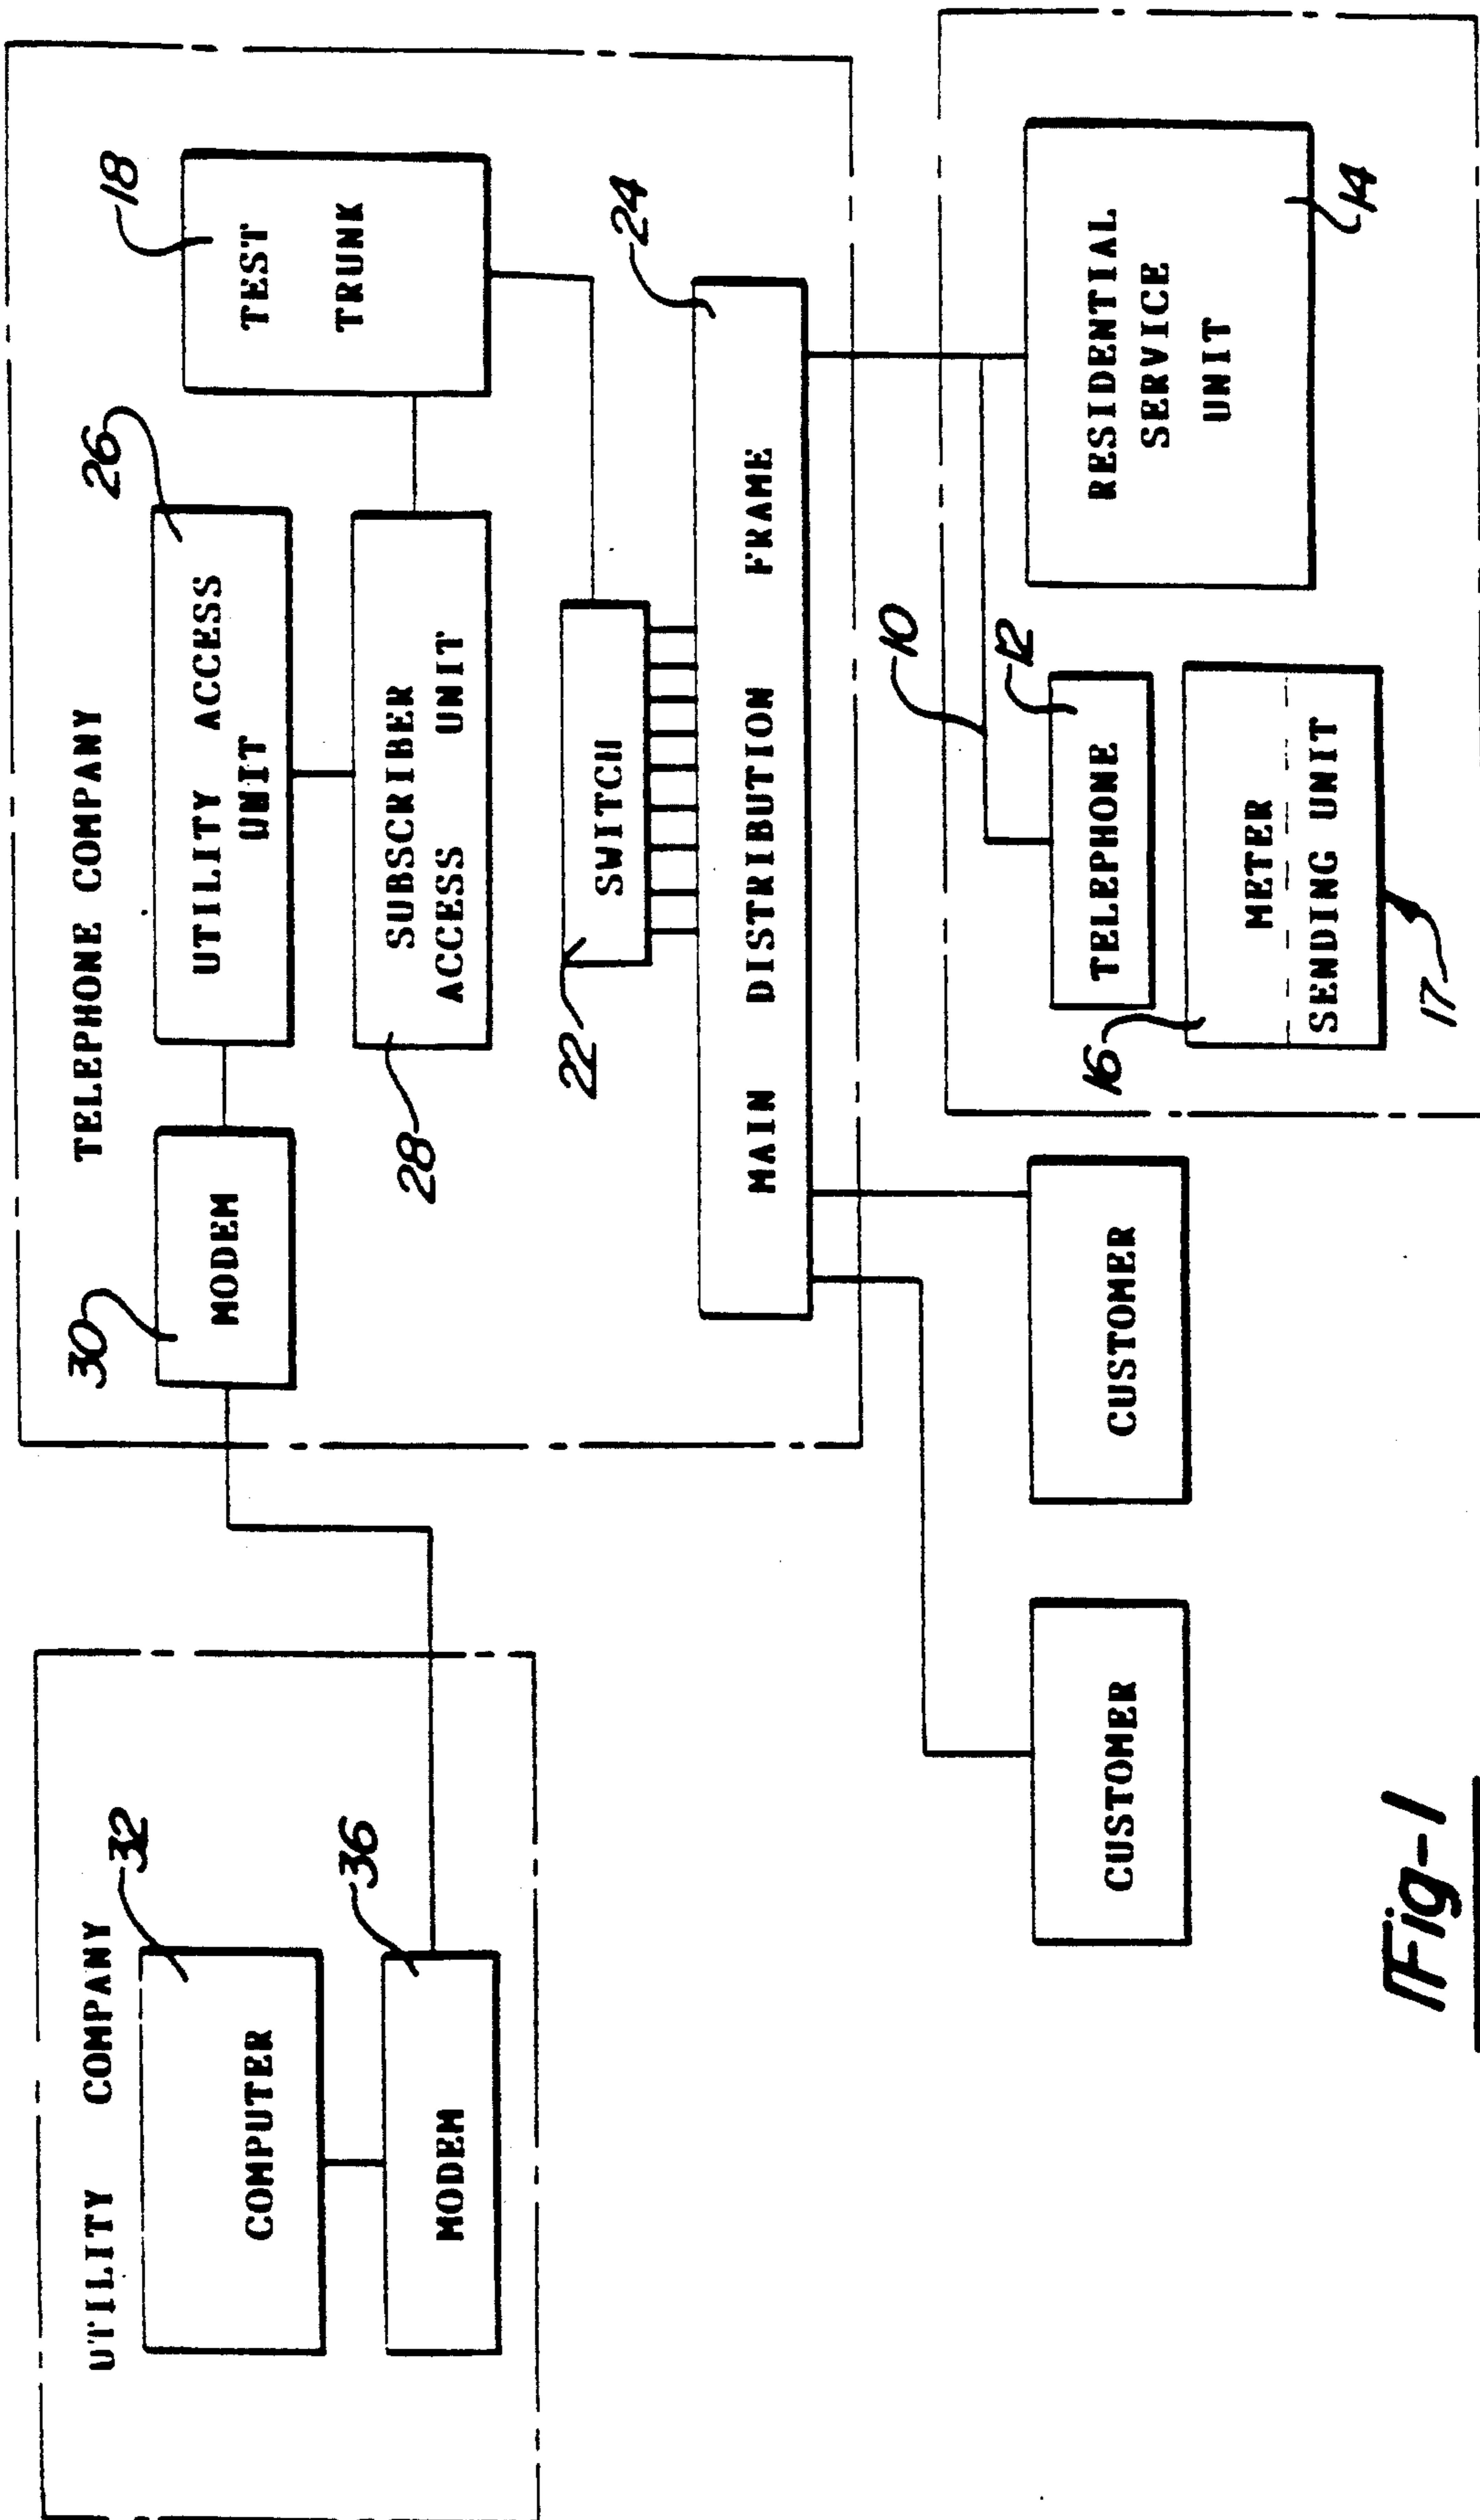 UTILITY COMPANY
COMPUTER
32
MODEM
36
TELEPHONE COMPANY
30
MODEM
UTILITY ACCESS
UNIT
26
TEST
TRUNK
18
28
SUBSCRIBER
ACCESS UNIT
22
SWITCH
24
MAIN DISTRIBUTION FRAME
10
CUSTOMER
CUSTOMER
12
TELEPHONE
16
METER
SENDING UNIT
17
RESIDENTIAL
SERVICE
UNIT
14
Fig-1